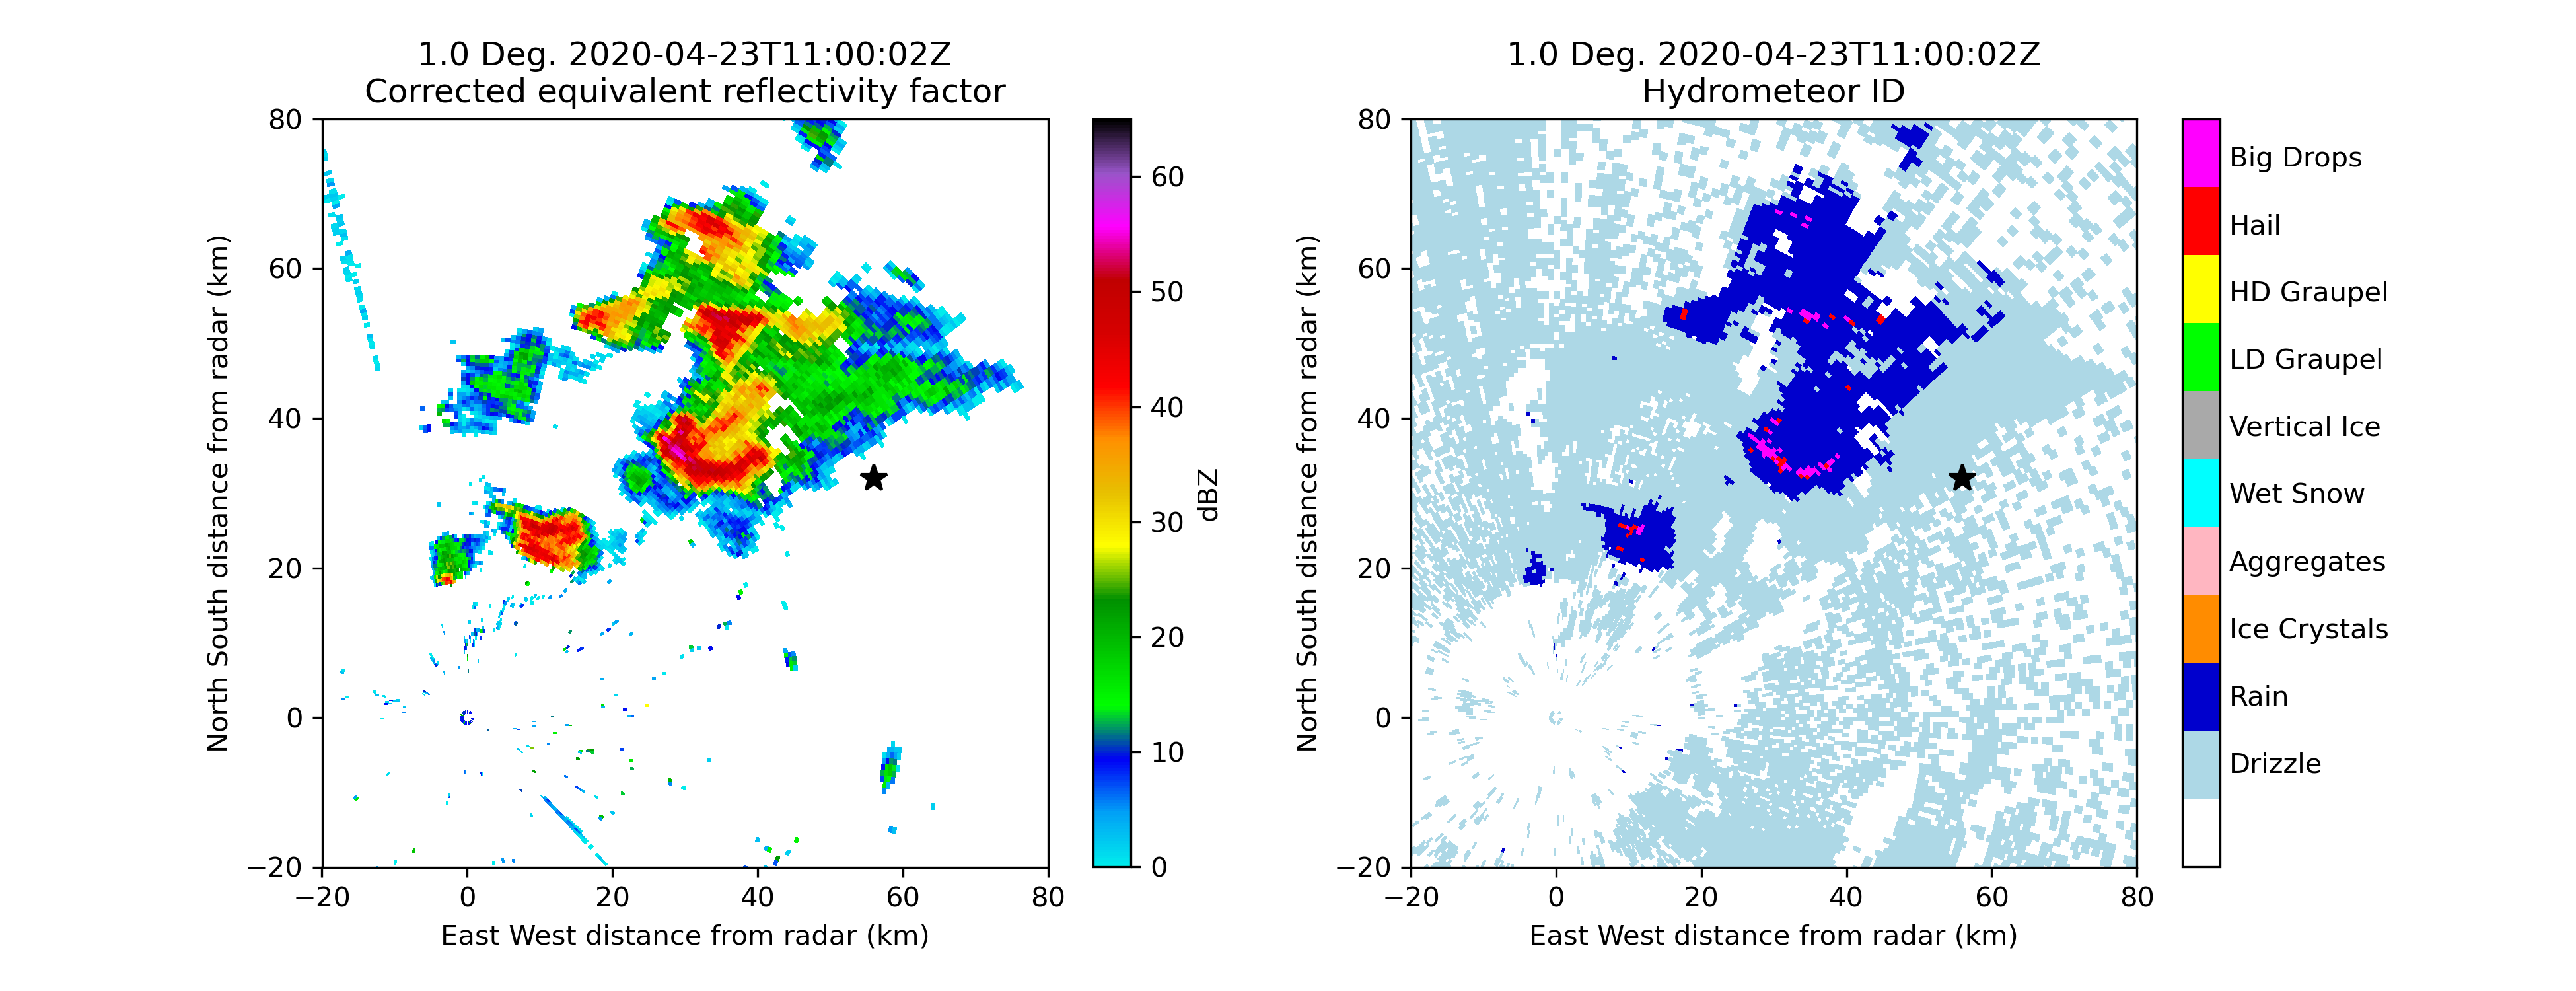 1.0 Deg. 2020-04-23T11:00:02Z
Corrected equivalent reflectivity factor
80
60
40
20
0
−20
−20
0
20
40
60
80
North South distance from radar (km)
East West distance from radar (km)
60
50
40
30
20
10
0
dBZ
1.0 Deg. 2020-04-23T11:00:02Z
Hydrometeor ID
80
60
40
20
0
−20
−20
0
20
40
60
80
North South distance from radar (km)
East West distance from radar (km)
Big Drops
Hail
HD Graupel
LD Graupel
Vertical Ice
Wet Snow
Aggregates
Ice Crystals
Rain
Drizzle